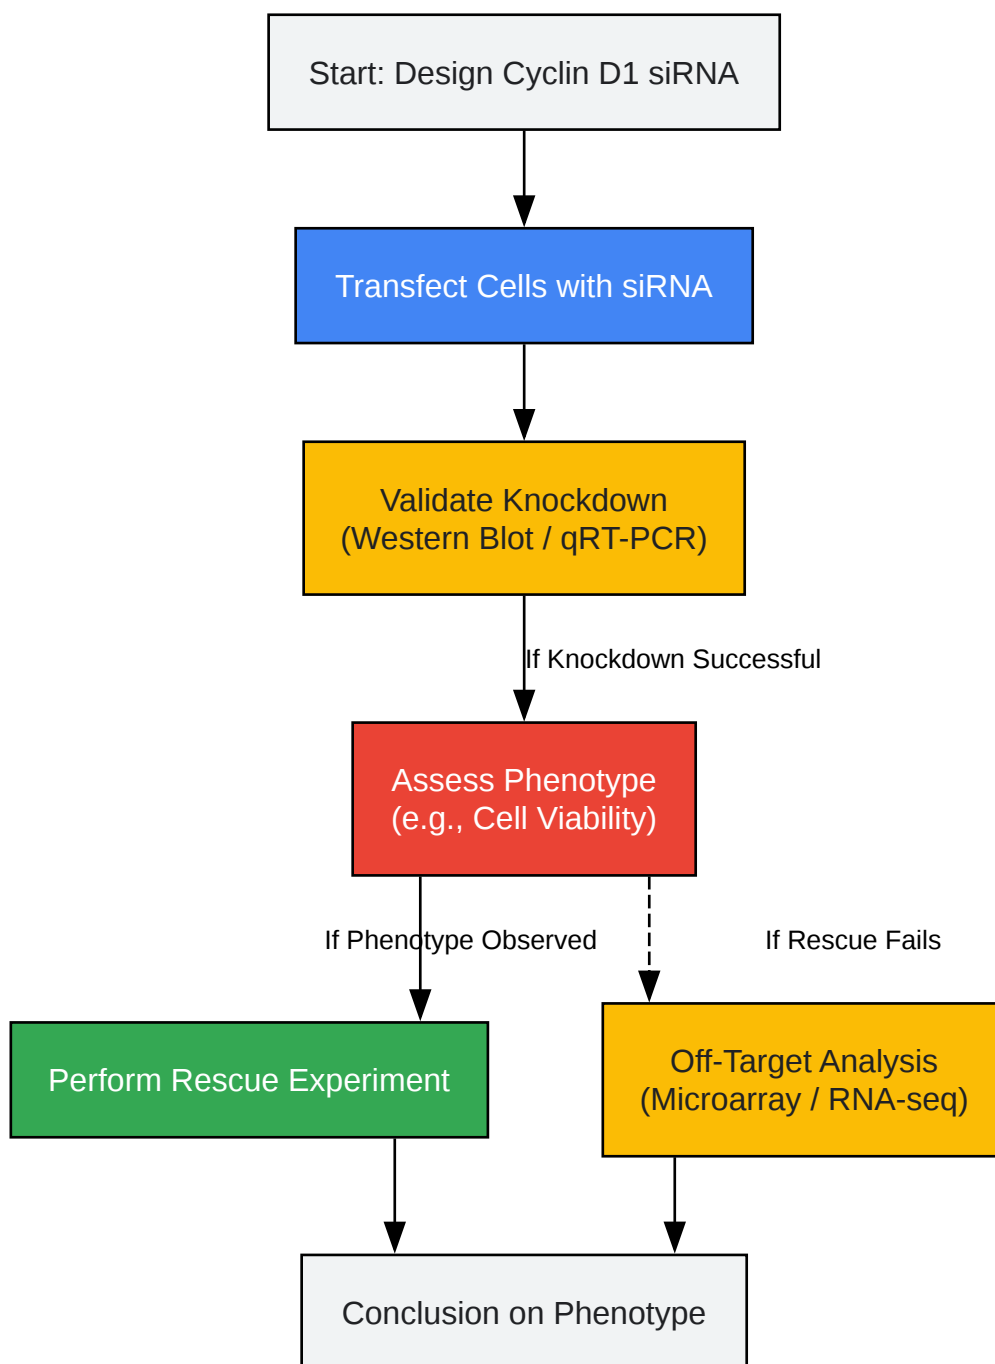 Start: Design Cyclin D1 siRNA
Transfect Cells with siRNA
Validate Knockdown
(Western Blot / qRT-PCR)
If Knockdown Successful
Assess Phenotype
(e.g., Cell Viability)
If Phenotype Observed
If Rescue Fails
Perform Rescue Experiment
Off-Target Analysis
(Microarray / RNA-seq)
Conclusion on Phenotype